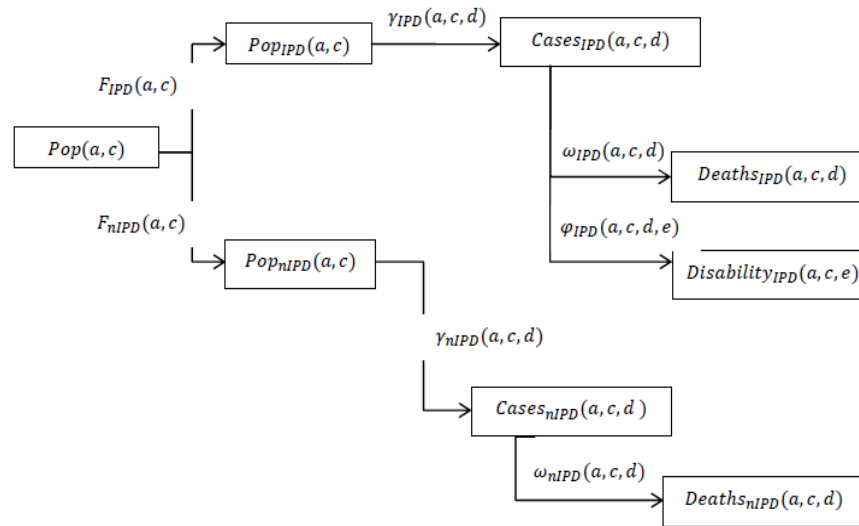 γ_IPD(a, c, d)
Pop_IPD(a, c)
Cases_IPD(a, c, d)
F_IPD(a, c)
Pop(a, c)
ω_IPD(a, c, d)
Deaths_IPD(a, c, d)
F_nIPD(a, c)
φ_IPD(a, c, d, e)
Pop_nIPD(a, c)
Disability_IPD(a, c, e)
γ_nIPD(a, c, d)
Cases_nIPD(a, c, d )
ω_nIPD(a, c, d)
Deaths_nIPD(a, c, d)